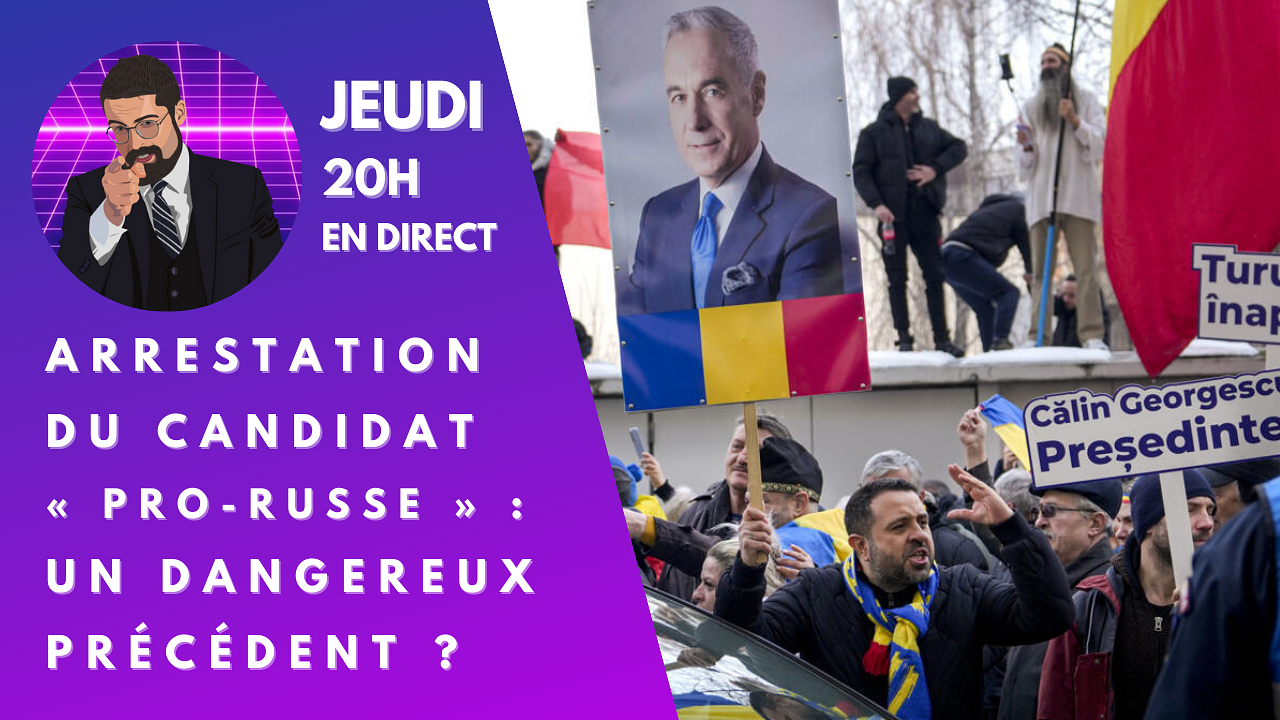 JEUDI
20H
EN DIRECT
ARRESTATION
DU CANDIDAT
« PRO-RUSSE » :
UN DANGEREUX
PRÉCÉDENT ?
Călin Georgescu
Președinte